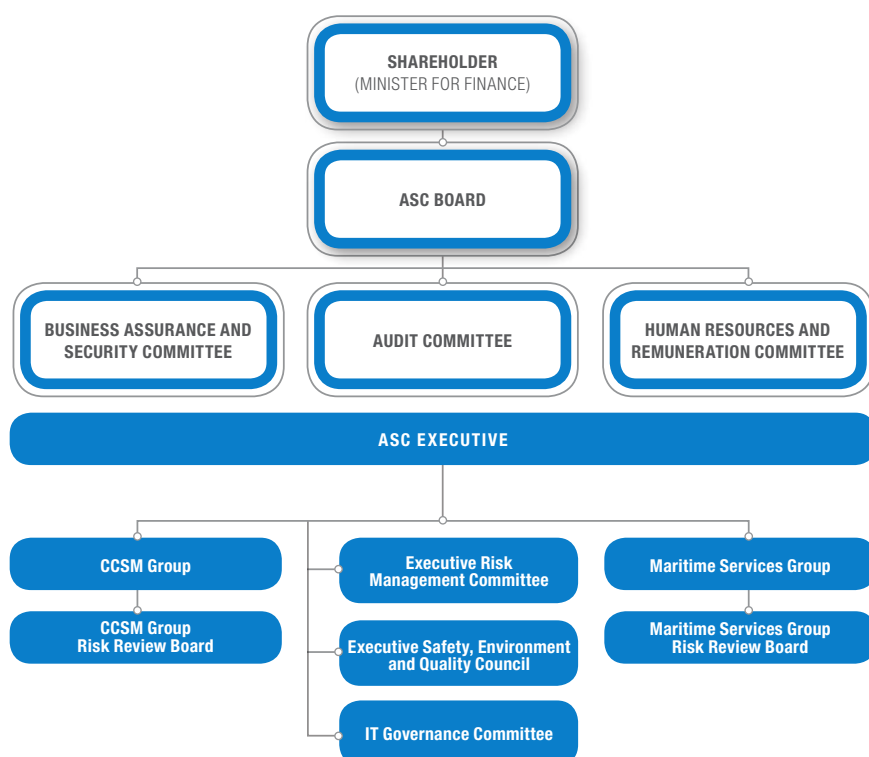 SHAREHOLDER
(MINISTER FOR FINANCE)
ASC BOARD
BUSINESS ASSURANCE AND
SECURITY COMMITTEE
AUDIT COMMITTEE
HUMAN RESOURCES AND
REMUNERATION COMMITTEE
ASC EXECUTIVE
CCSM Group
Executive Risk
Management Committee
Maritime Services Group
CCSM Group
Risk Review Board
Executive Safety, Environment
and Quality Council
Maritime Services Group
Risk Review Board
IT Governance Committee